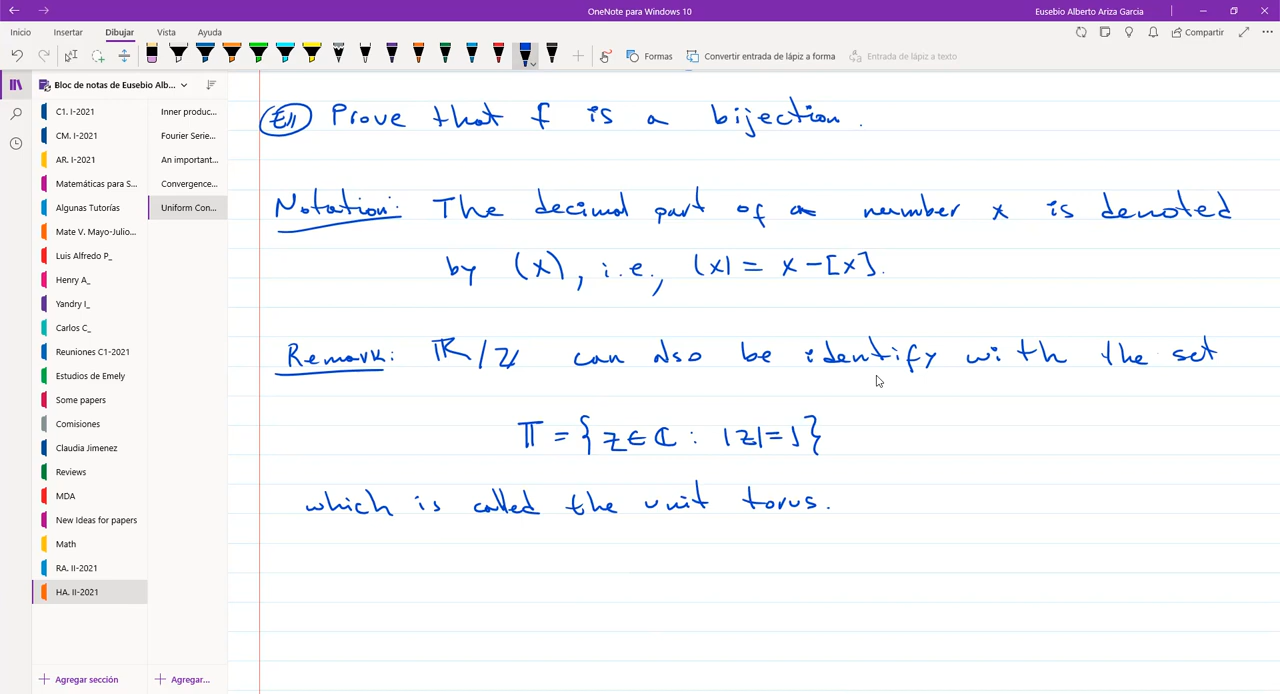 OneNote para Windows 10
Eusebio Alberto Ariza Garcia
Inicio
Insertar
Dibujar
Vista
Ayuda
Compartir
Formas
Convertir entrada de lápiz a forma
Entrada de lápiz a texto
Bloc de notas de Eusebio Alb...
C1. I-2021
CM. I-2021
AR. I-2021
Matemáticas para S...
Algunas Tutorías
Mate V. Mayo-Julio...
Luis Alfredo P_
Henry A_
Yandry I_
Carlos C_
Reuniones C1-2021
Estudios de Emely
Some papers
Comisiones
Claudia Jimenez
Reviews
MDA
New Ideas for papers
Math
RA. II-2021
HA. II-2021
Agregar sección
Inner produc...
Fourier Serie...
An important...
Convergence...
Uniform Con...
Agregar...
Prove that f is a bijection.
Notation: The decimal part of a number x is denoted
by (x), i.e., (x) = x - [x].
Remark: ℝ/ℤ can also be identify with the set
𝕋 = {z ∈ ℂ : |z| = 1}
which is called the unit torus.